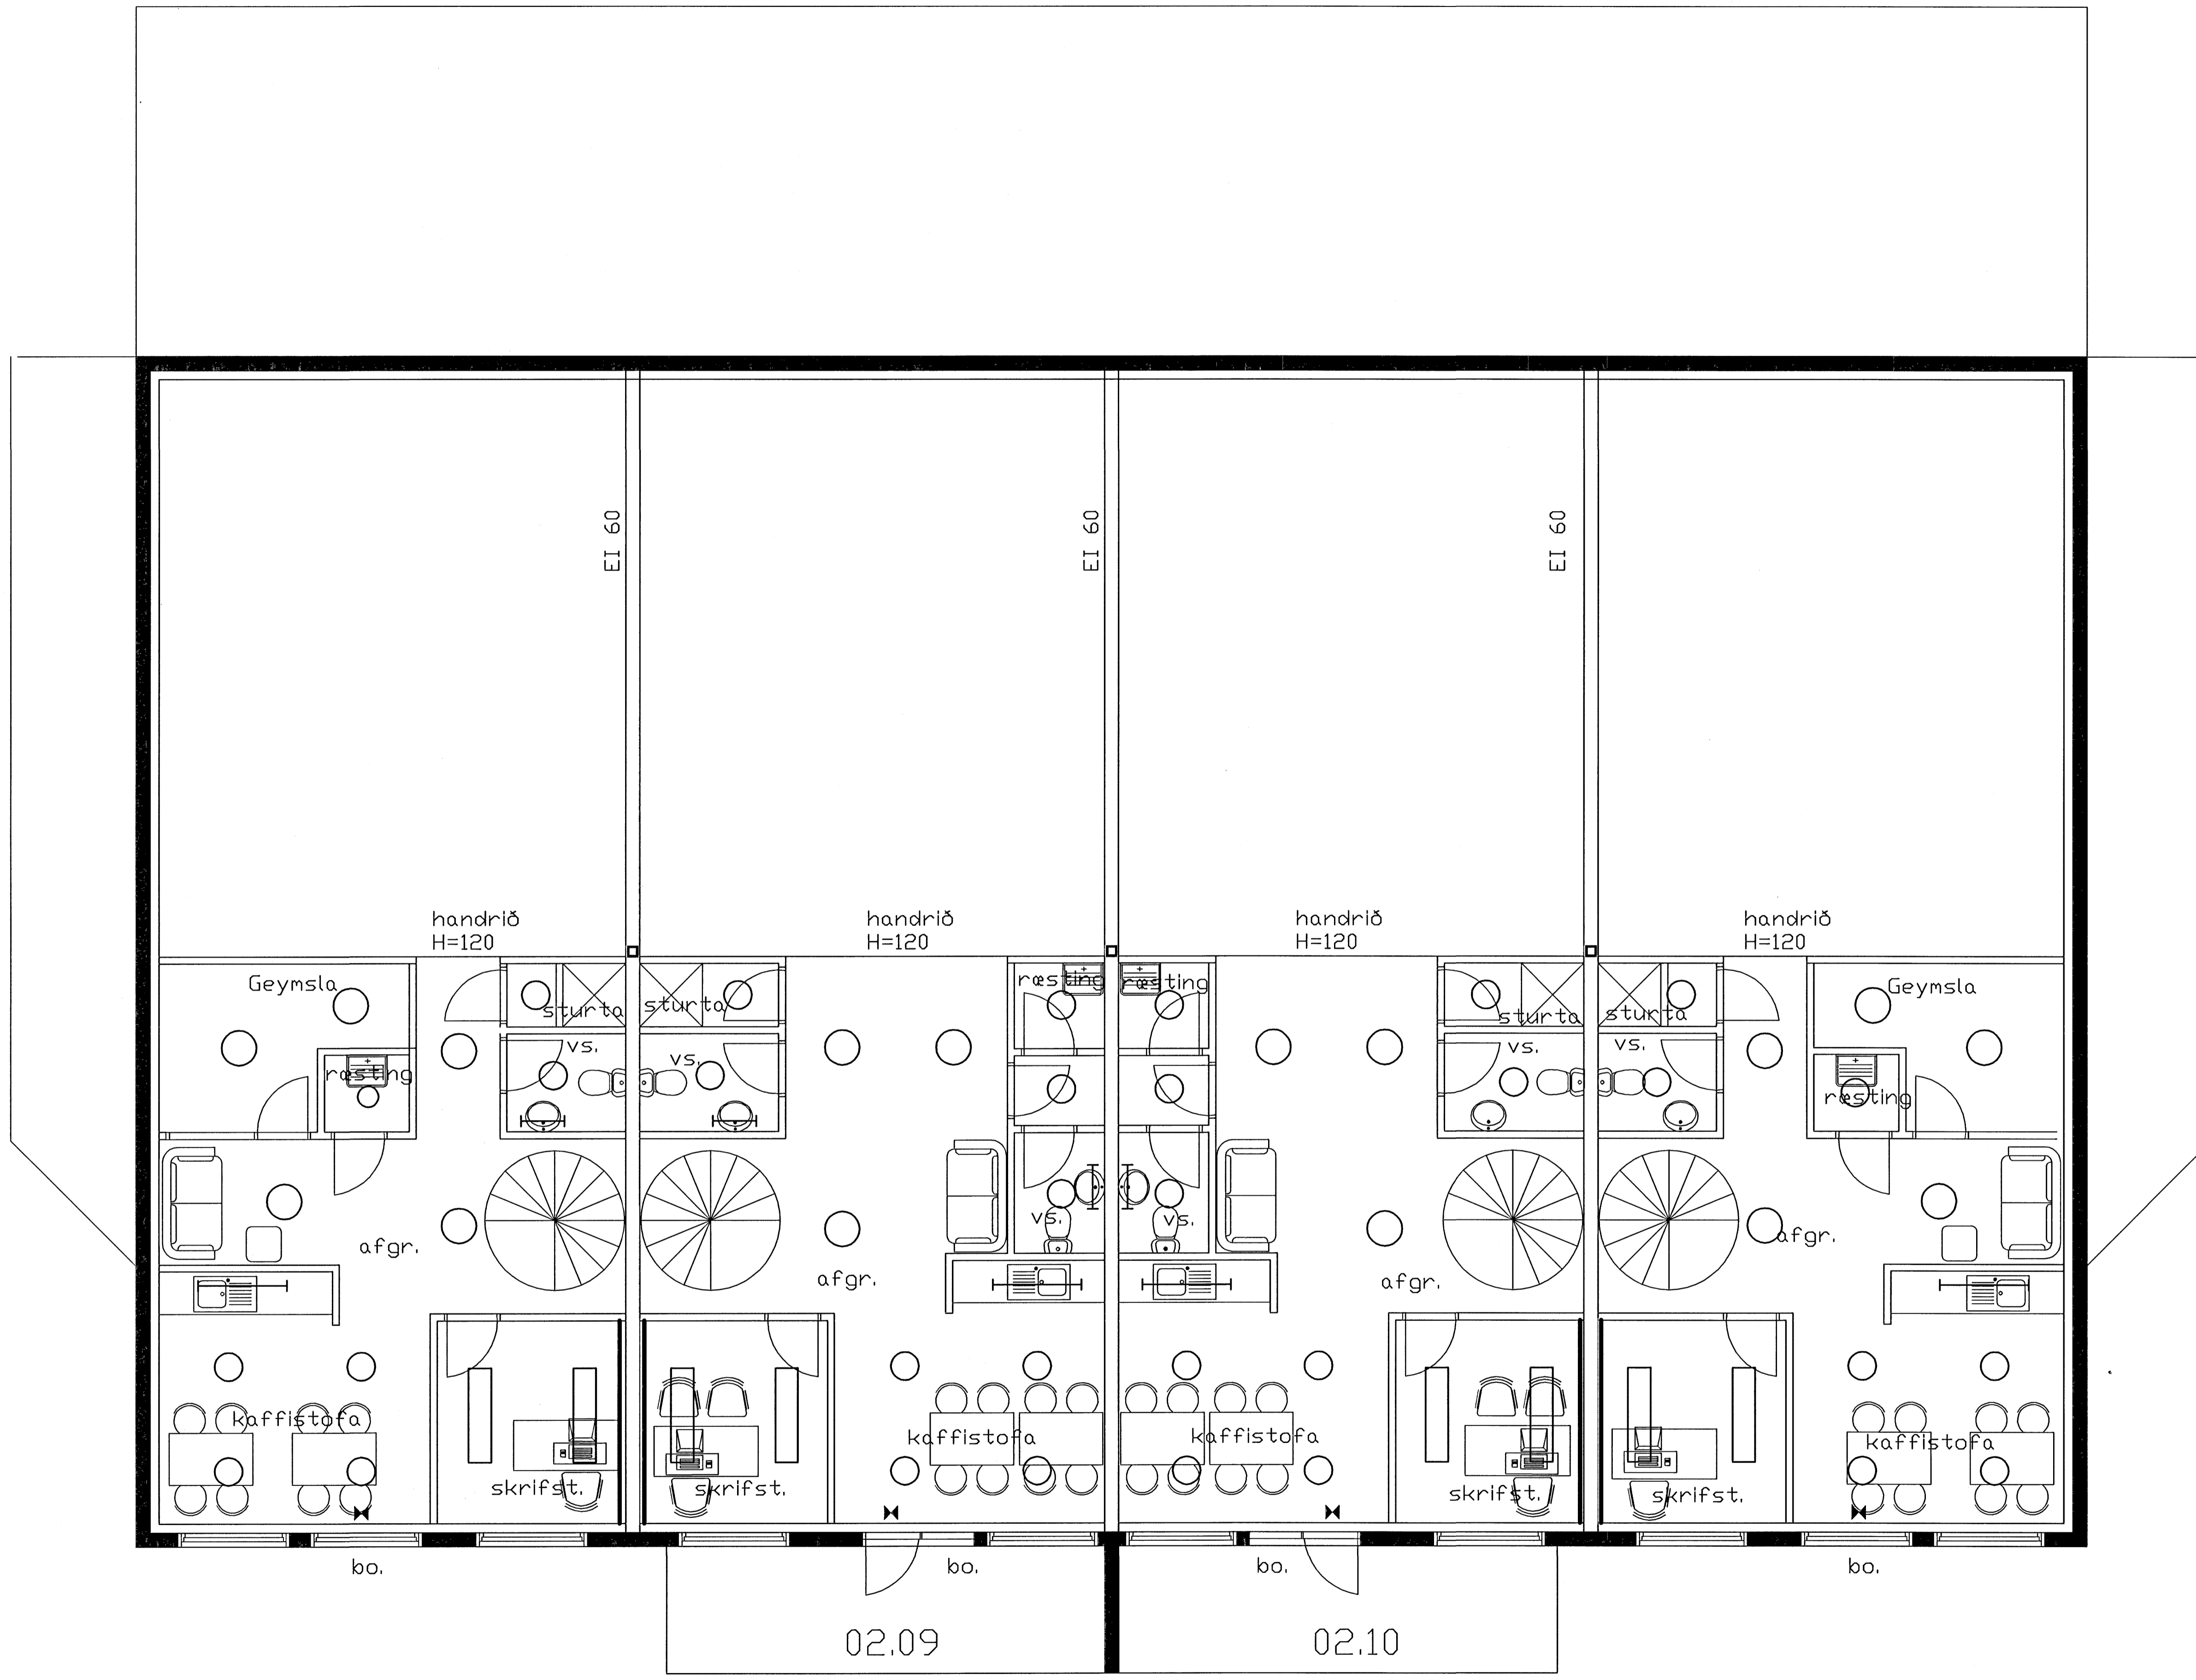 EI 60
EI 60
EI 60
handrið
H=120
handrið
H=120
handrið
H=120
handrið
H=120
Geymsla
sturta
sturta
ræsting
ræsting
sturta
sturta
Geymsla
vs.
vs.
vs.
vs.
ræsting
ræsting
vs.
vs.
afgr.
afgr.
afgr.
afgr.
kaffistofa
kaffistofa
kaffistofa
kaffistofa
skrifst.
skrifst.
skrifst.
skrifst.
bo.
bo.
bo.
bo.
02.09
02.10